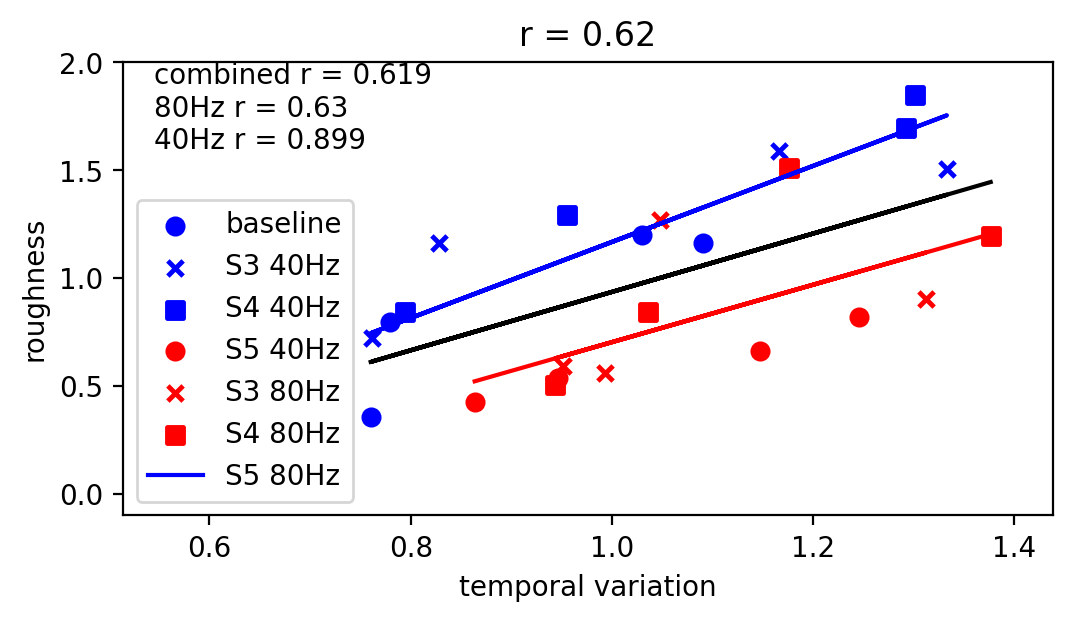 r = 0.62
combined r = 0.619
80Hz r = 0.63
40Hz r = 0.899
baseline
S3 40Hz
S4 40Hz
S5 40Hz
S3 80Hz
S4 80Hz
S5 80Hz
roughness
2.0
1.5
1.0
0.5
0.0
0.6 0.8 1.0 1.2 1.4
temporal variation